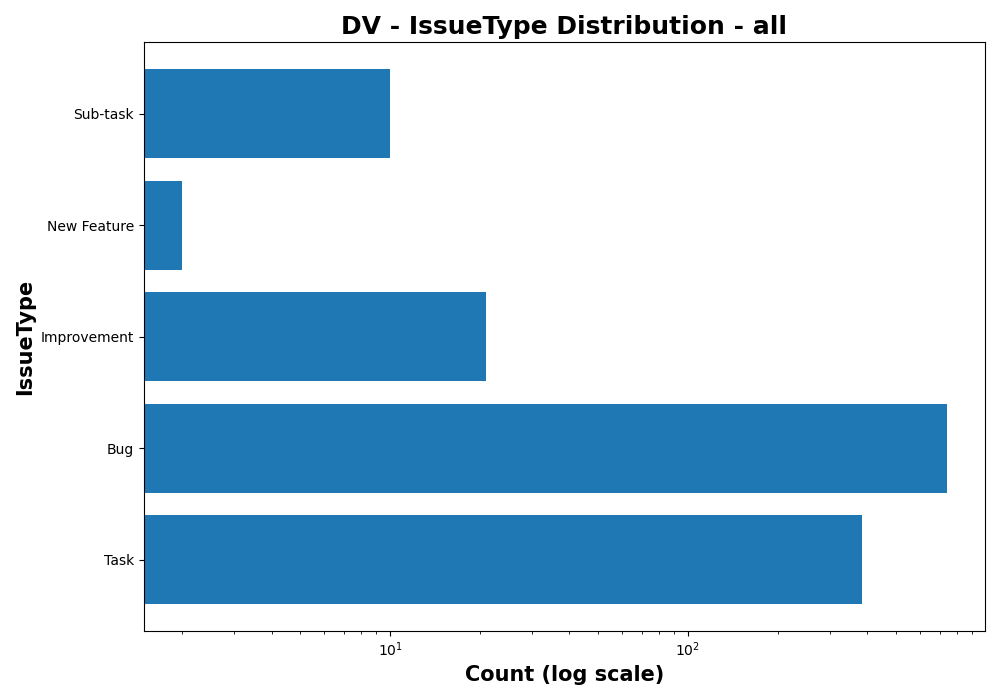 DV - IssueType Distribution - all
IssueType
Sub-task
New Feature
Improvement
Bug
Task
10¹
10²
Count (log scale)